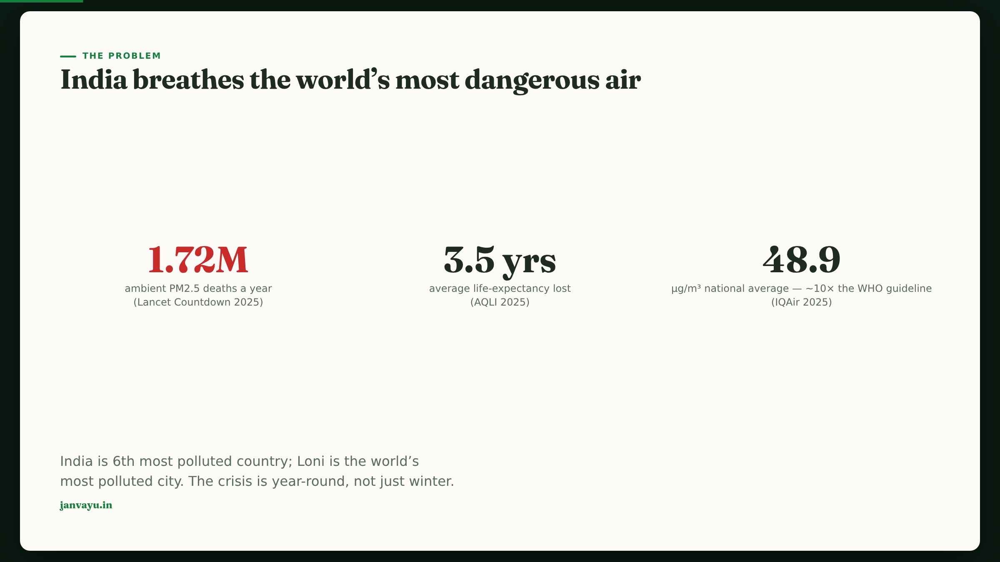 THE PROBLEM
India breathes the world’s most dangerous air
1.72M
ambient PM2.5 deaths a year
(Lancet Countdown 2025)
3.5 yrs
average life-expectancy lost
(AQLI 2025)
48.9
µg/m³ national average — ~10× the WHO guideline
(IQAir 2025)
India is 6th most polluted country; Loni is the world’s
most polluted city. The crisis is year-round, not just winter.
janvayu.in